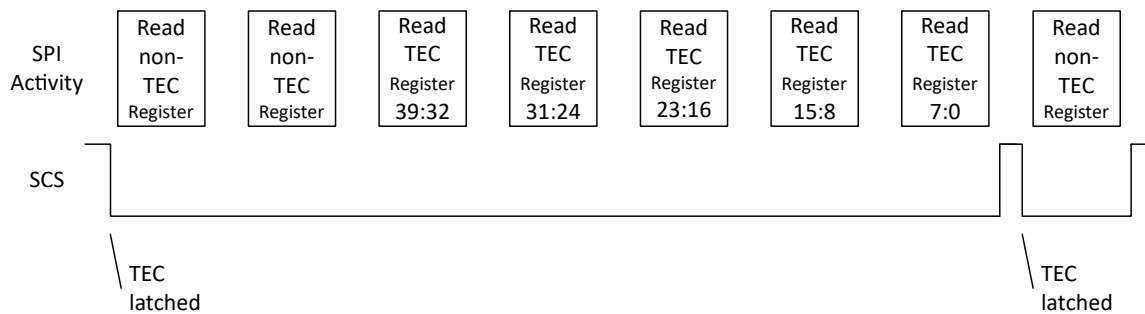 SPI
Activity
Read
non-
TEC
Register
Read
non-
TEC
Register
Read
TEC
Register
39:32
Read
TEC
Register
31:24
Read
TEC
Register
23:16
Read
TEC
Register
15:8
Read
TEC
Register
7:0
Read
non-
TEC
Register
SCS
TEC
latched
TEC
latched